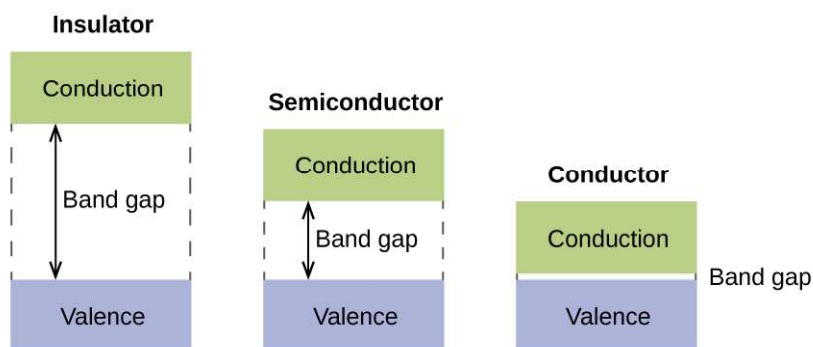 Insulator
Conduction
Band gap
Valence
Semiconductor
Conduction
Band gap
Valence
Conductor
Conduction
Band gap
Valence